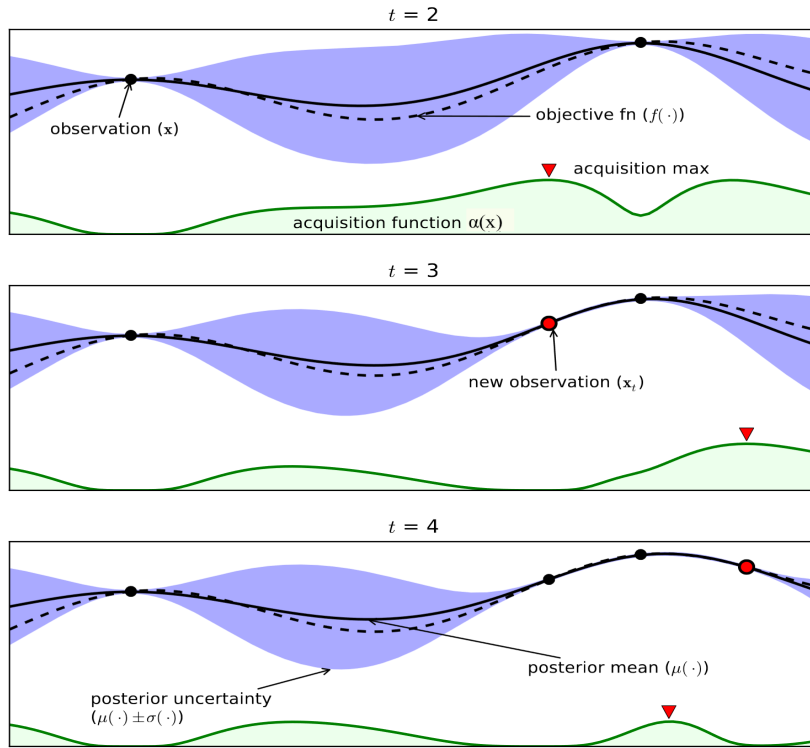 t = 2
observation (x)
objective fn (f(·))
acquisition max
acquisition function α(x)
t = 3
new observation (xₜ)
t = 4
posterior mean (μ(·))
posterior uncertainty
(μ(·)±σ(·))